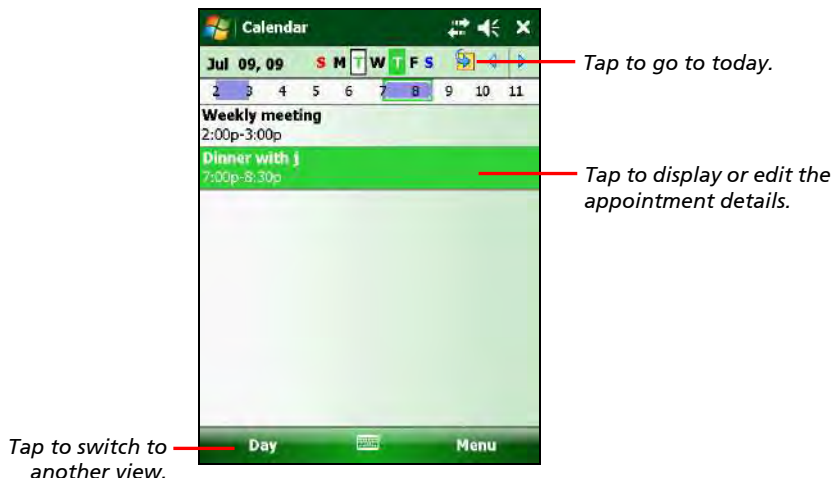 Calendar
Jul 09, 09 S M T W T F S
Tap to go to today.
2 3 4 5 6 7 8 9 10 11
Weekly meeting
2:00p-3:00p
Dinner with j
7:00p-8:30p
Tap to display or edit the
appointment details.
Tap to switch to
another view.
Day Menu